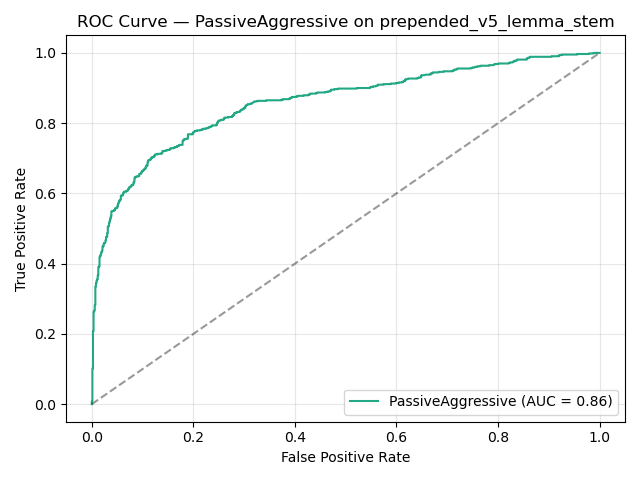 ROC Curve — PassiveAggressive on prepended_v5_lemma_stem
True Positive Rate
1.0
0.8
0.6
0.4
0.2
0.0
PassiveAggressive (AUC = 0.86)
0.0 0.2 0.4 0.6 0.8 1.0
False Positive Rate